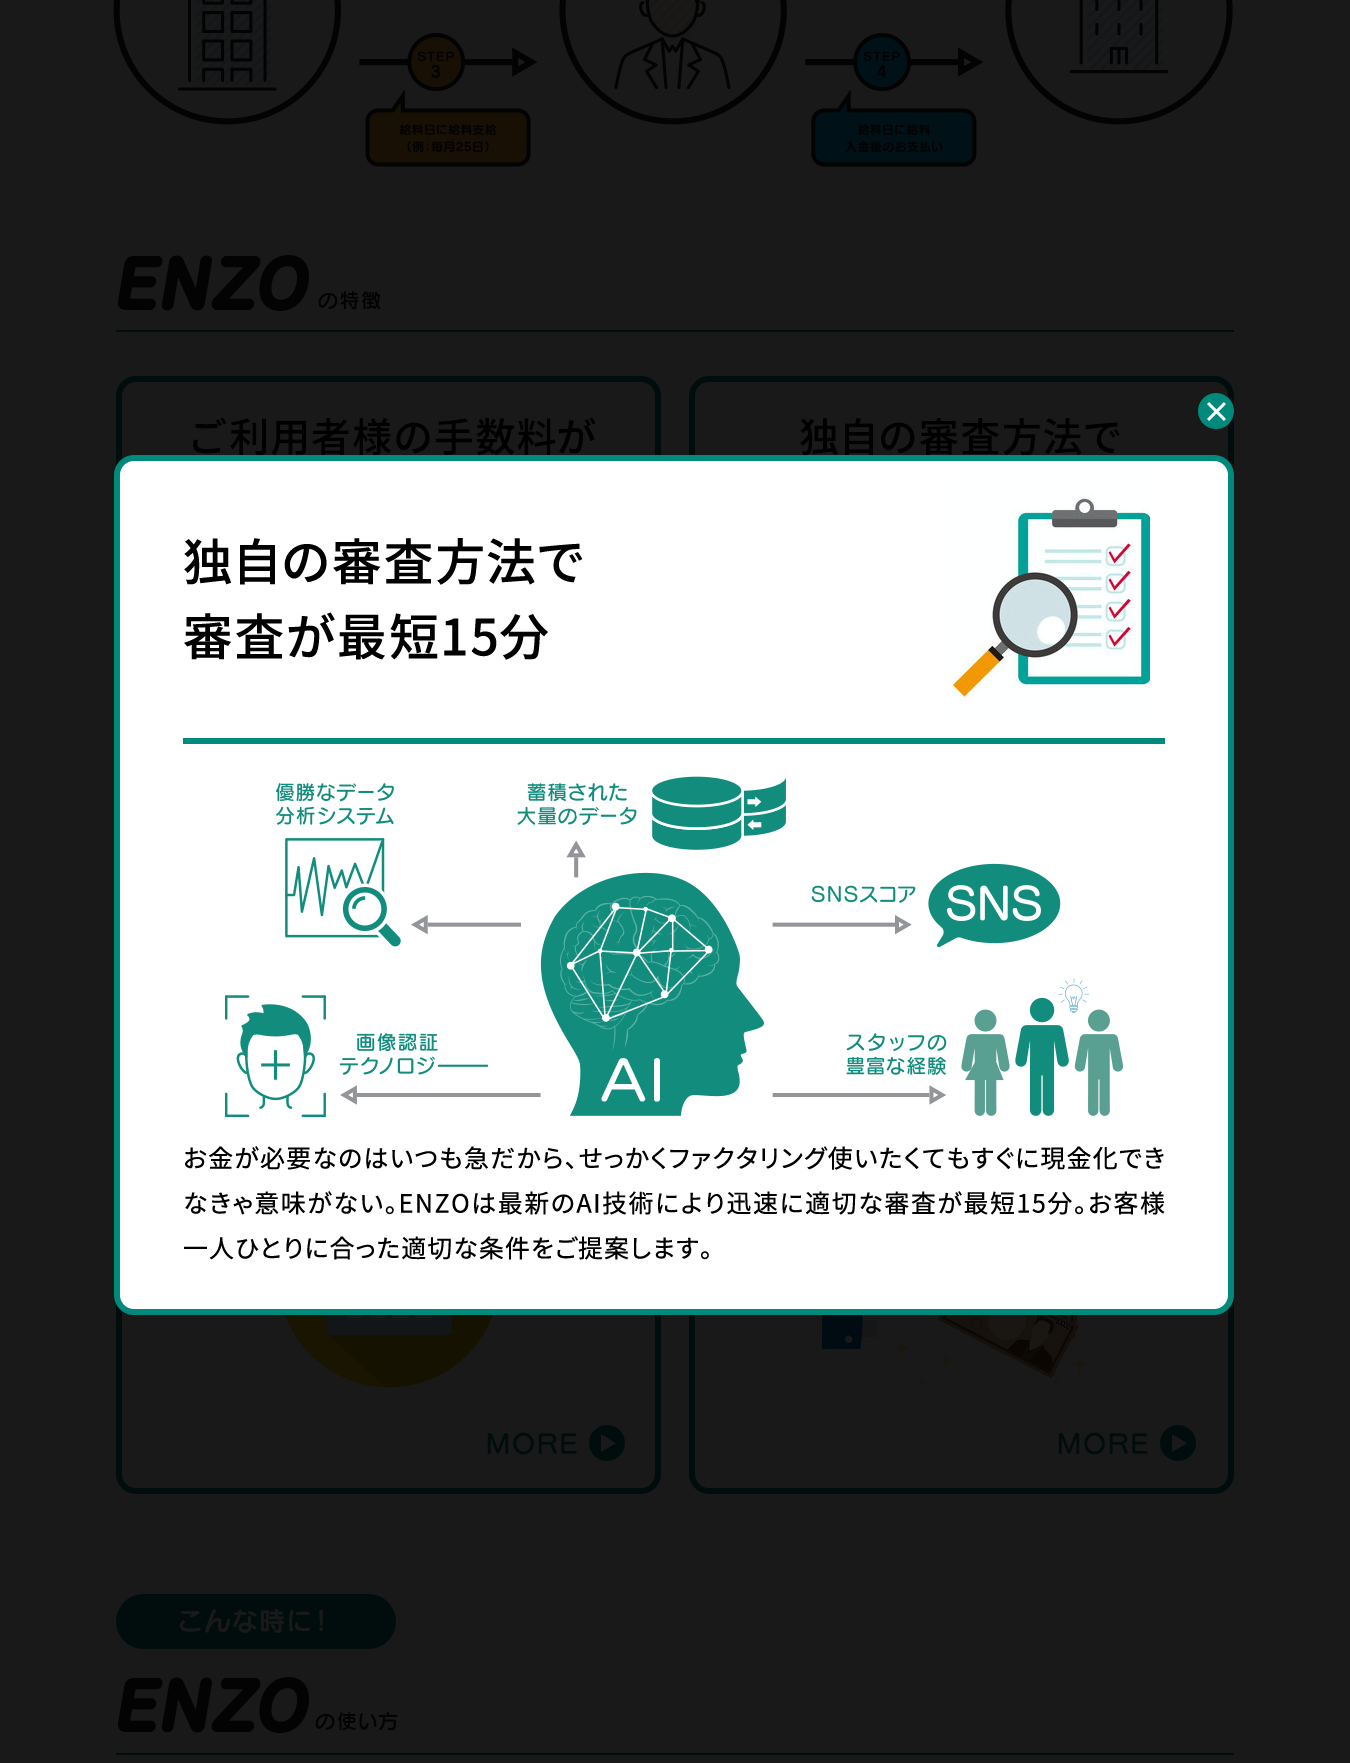 STEP
3
STEP
4
給料日に給料支給
(例:毎月25日)
給料日に給料
入金後のお支払い
ENZO の特徴
ご利用者様の手数料が
独自の審査方法で
独自の審査方法で
審査が最短15分
優勝なデータ
分析システム
蓄積された
大量のデータ
SNSスコア
SNS
画像認証
テクノロジー
AI
スタッフの
豊富な経験
お金が必要なのはいつも急だから、せっかくファクタリング使いたくてもすぐに現金化でき
なきゃ意味がない。ENZOは最新のAI技術により迅速に適切な審査が最短15分。お客様
一人ひとりに合った適切な条件をご提案します。
MORE
MORE
こんな時に！
ENZO の使い方